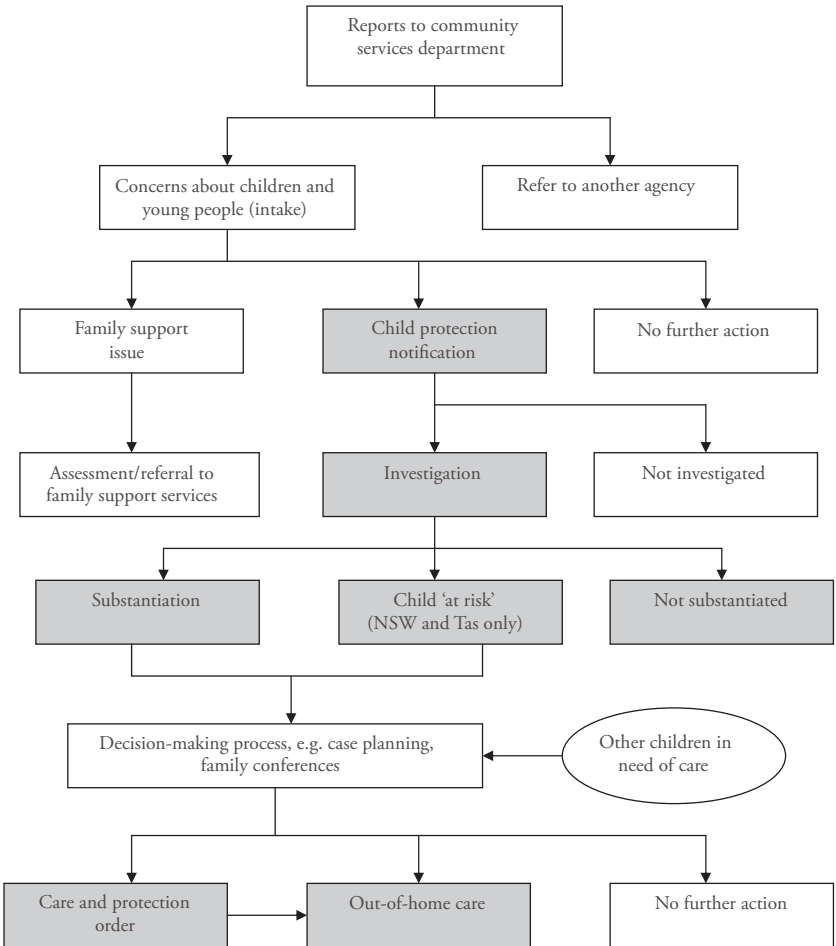 Reports to community
services department
Concerns about children and
young people (intake)
Refer to another agency
Family support
issue
Child protection
notification
No further action
Assessment/referral to
family support services
Investigation
Not investigated
Substantiation
Child ‘at risk’
(NSW and Tas only)
Not substantiated
Decision-making process, e.g. case planning,
family conferences
Other children in
need of care
Care and protection
order
Out-of-home care
No further action